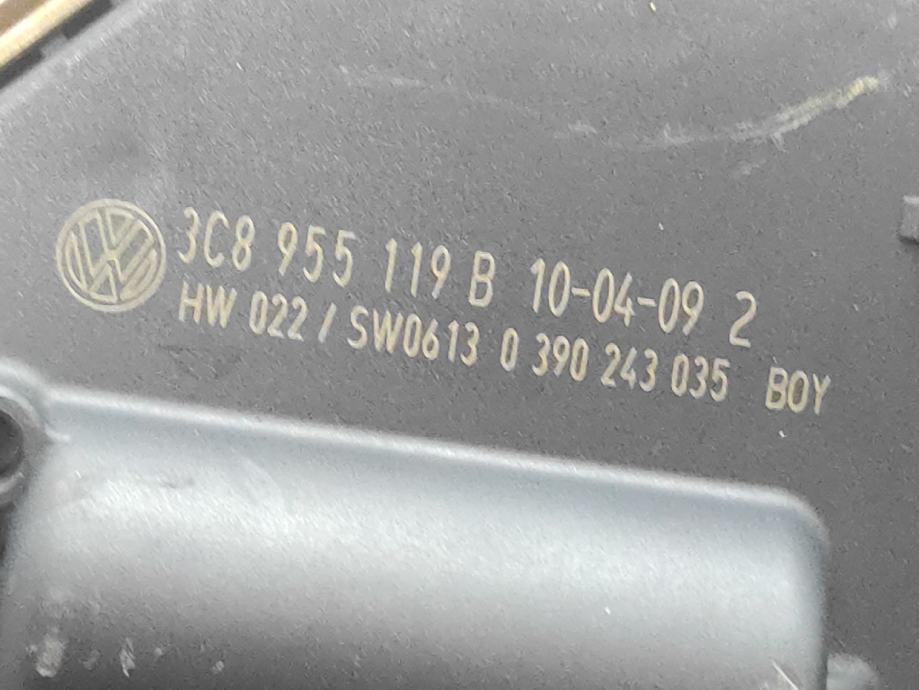 3C8 955 119 B 10-04-09 2
HW 022 / SW0613 0 390 243 035 BOY